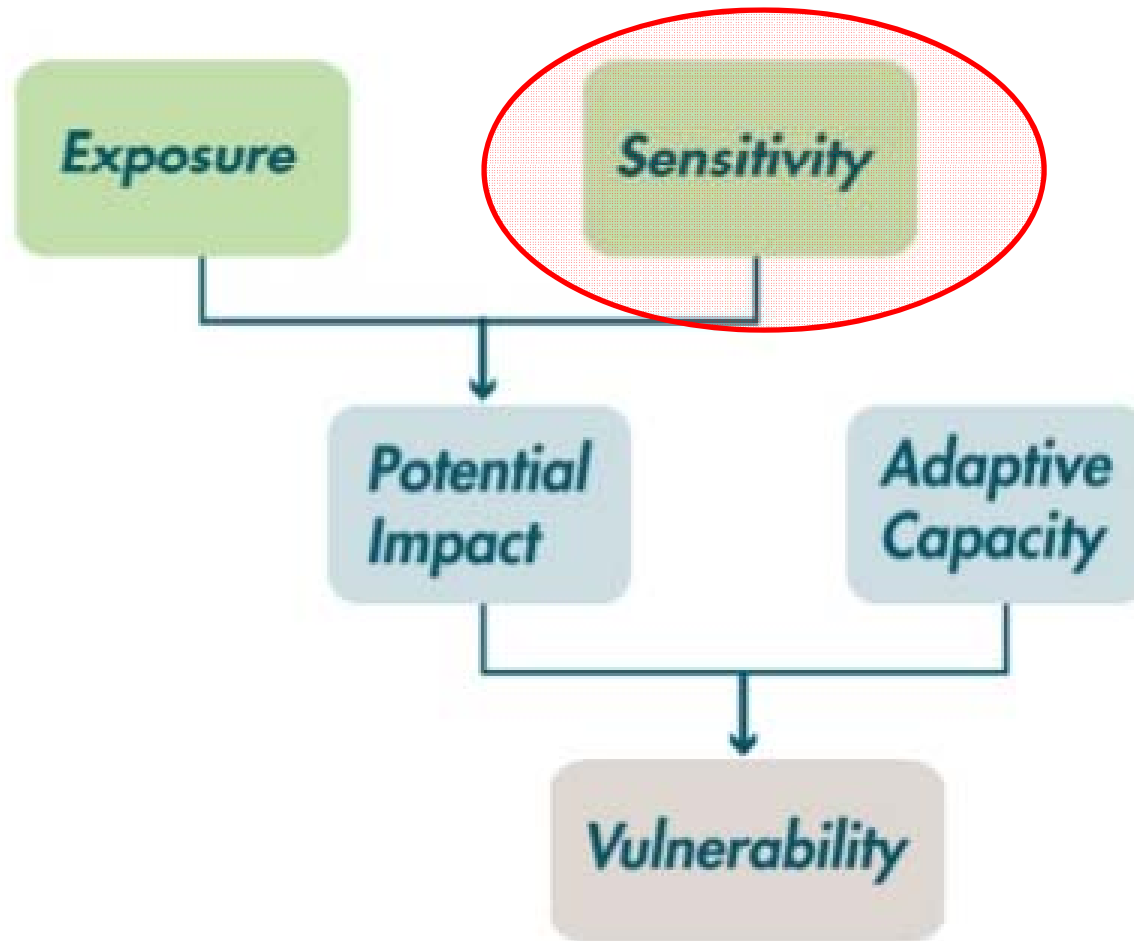 Exposure
Sensitivity
Potential
Impact
Adaptive
Capacity
Vulnerability